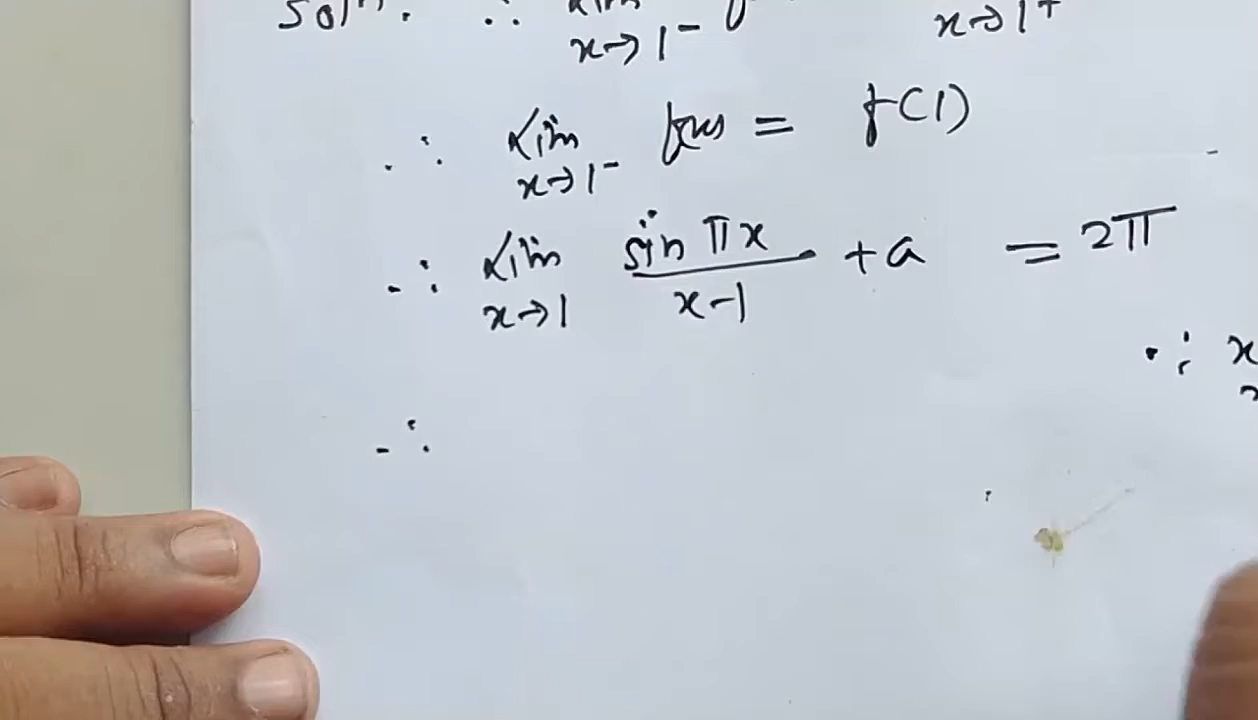 Soln. ∴ lim x→1⁻ f x→1⁺
∴ lim x→1⁻ f(x) = f(1)
∴ lim x→1 sin πx / x-1 + a = 2π
∵ x
∴